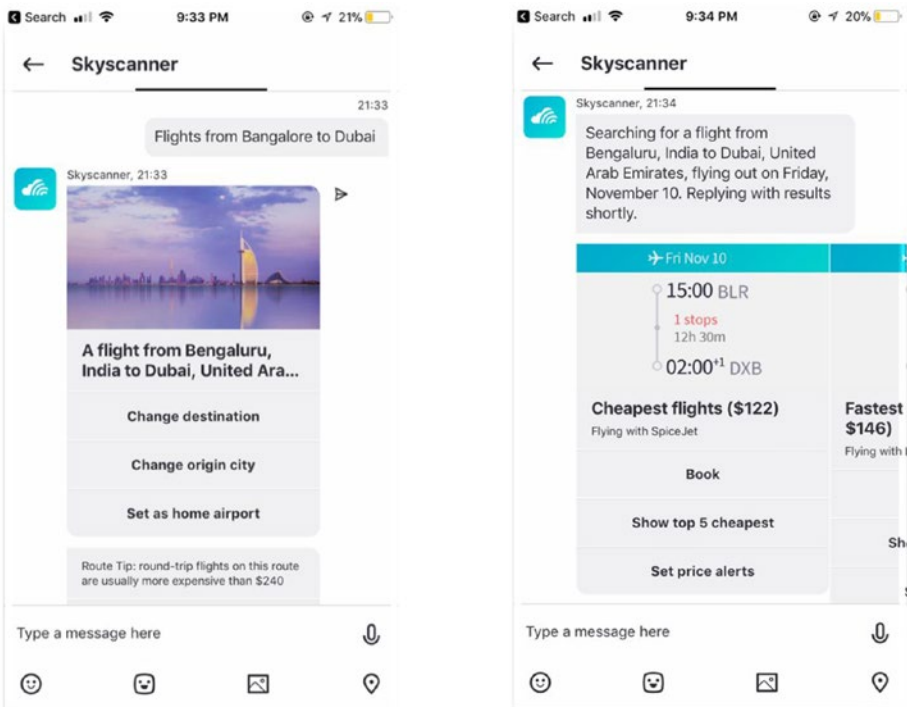 Search
9:33 PM
21%
Skyscanner
21:33
Flights from Bangalore to Dubai
Skyscanner, 21:33
A flight from Bengaluru,
India to Dubai, United Ara...
Change destination
Change origin city
Set as home airport
Route Tip: round-trip flights on this route
are usually more expensive than $240
Type a message here
Search
9:34 PM
20%
Skyscanner
Skyscanner, 21:34
Searching for a flight from
Bengaluru, India to Dubai, United
Arab Emirates, flying out on Friday,
November 10. Replying with results
shortly.
Fri Nov 10
15:00 BLR
1 stops
12h 30m
02:00+1 DXB
Cheapest flights ($122)
Flying with SpiceJet
Book
Show top 5 cheapest
Set price alerts
Fastest
$146)
Flying with
Sh
Type a message here